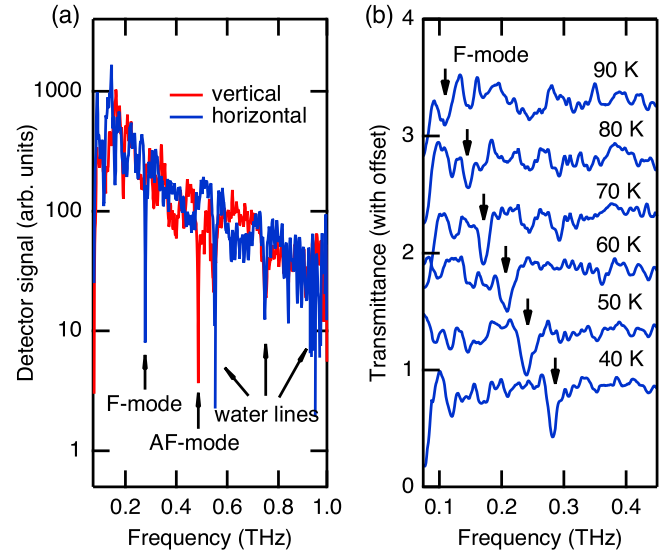 (a)
1000
100
10
1
Detector signal (arb. units)
vertical
horizontal
F-mode
AF-mode
water lines
0.2 0.4 0.6 0.8 1.0
Frequency (THz)
(b)
4
3
2
1
0
Transmittance (with offset)
F-mode
90 K
80 K
70 K
60 K
50 K
40 K
0.1 0.2 0.3 0.4
Frequency (THz)